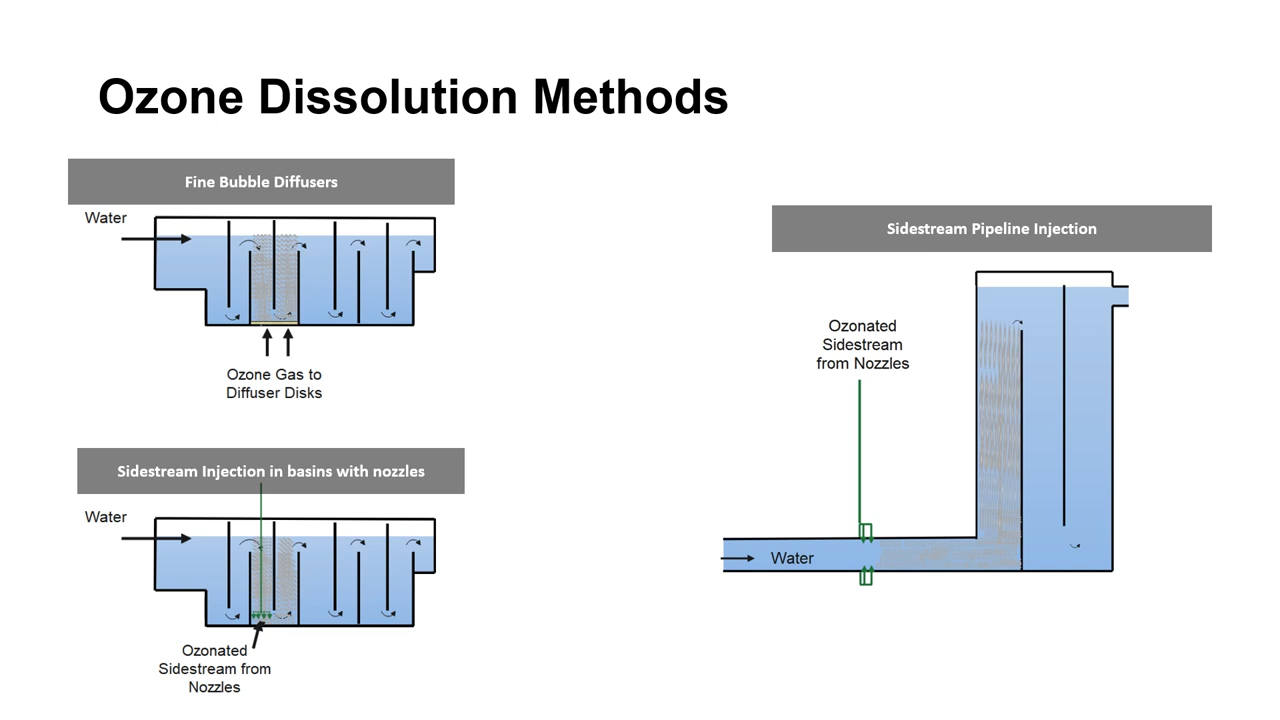 Ozone Dissolution Methods
Fine Bubble Diffusers
Water
Ozone Gas to
Diffuser Disks
Sidestream Injection in basins with nozzles
Water
Ozonated
Sidestream from
Nozzles
Sidestream Pipeline Injection
Ozonated
Sidestream
from Nozzles
Water